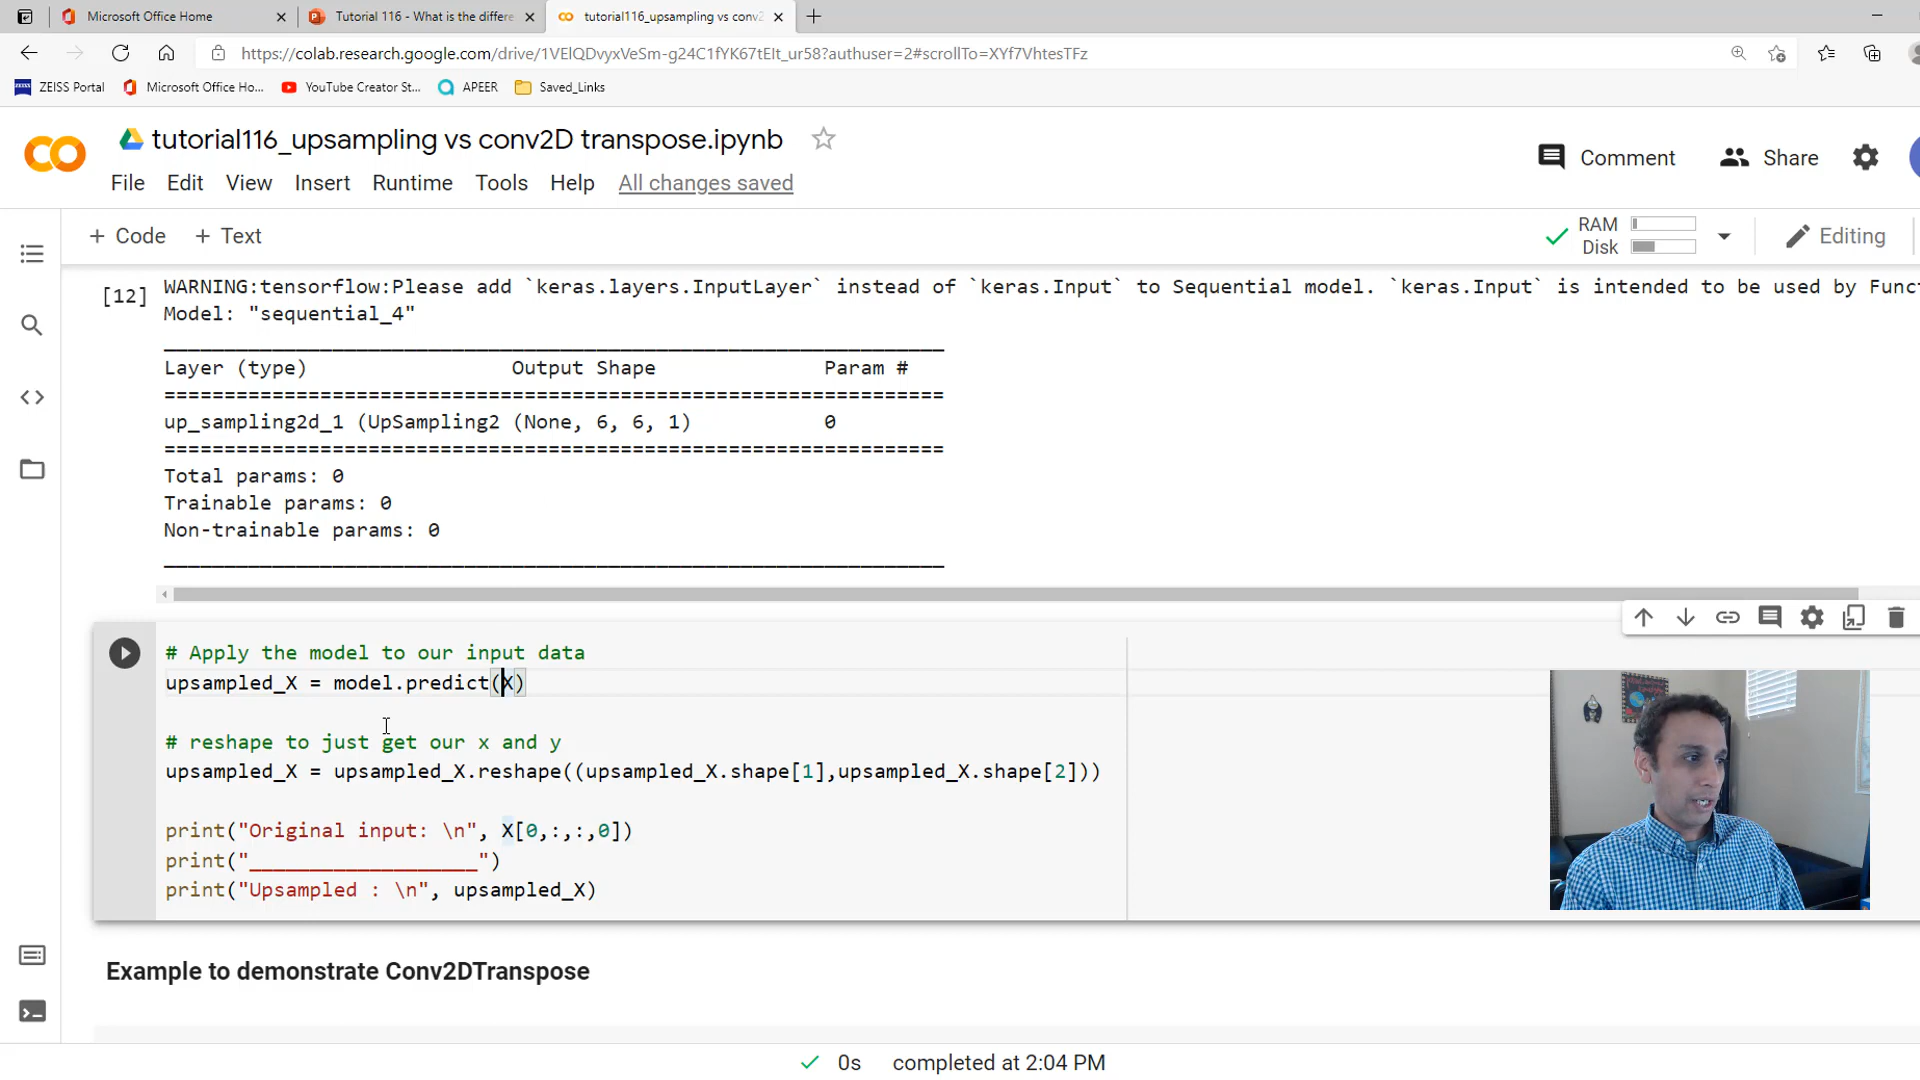 Microsoft Office Home
Tutorial 116 - What is the differe
tutorial116_upsampling vs conv2
https://colab.research.google.com/drive/1VElQDvyxVeSm-g24C1fYK67tEIt_ur58?authuser=2#scrollTo=XYf7VhtesTFz
ZEISS Portal
Microsoft Office Ho...
YouTube Creator St...
APEER
Saved_Links
tutorial116_upsampling vs conv2D transpose.ipynb
Comment
Share
File Edit View Insert Runtime Tools Help All changes saved
+ Code + Text
RAM
Disk
Editing
[12]
WARNING:tensorflow:Please add `keras.layers.InputLayer` instead of `keras.Input` to Sequential model. `keras.Input` is intended to be used by Func
Model: "sequential_4"
_________________________________________________________________
Layer (type) Output Shape Param #
=================================================================
up_sampling2d_1 (UpSampling2 (None, 6, 6, 1) 0
=================================================================
Total params: 0
Trainable params: 0
Non-trainable params: 0
_________________________________________________________________
# Apply the model to our input data
upsampled_X = model.predict(X)
# reshape to just get our x and y
upsampled_X = upsampled_X.reshape((upsampled_X.shape[1],upsampled_X.shape[2]))
print("Original input: \n", X[0,:,:,0])
print("___________________")
print("Upsampled : \n", upsampled_X)
Example to demonstrate Conv2DTranspose
0s completed at 2:04 PM